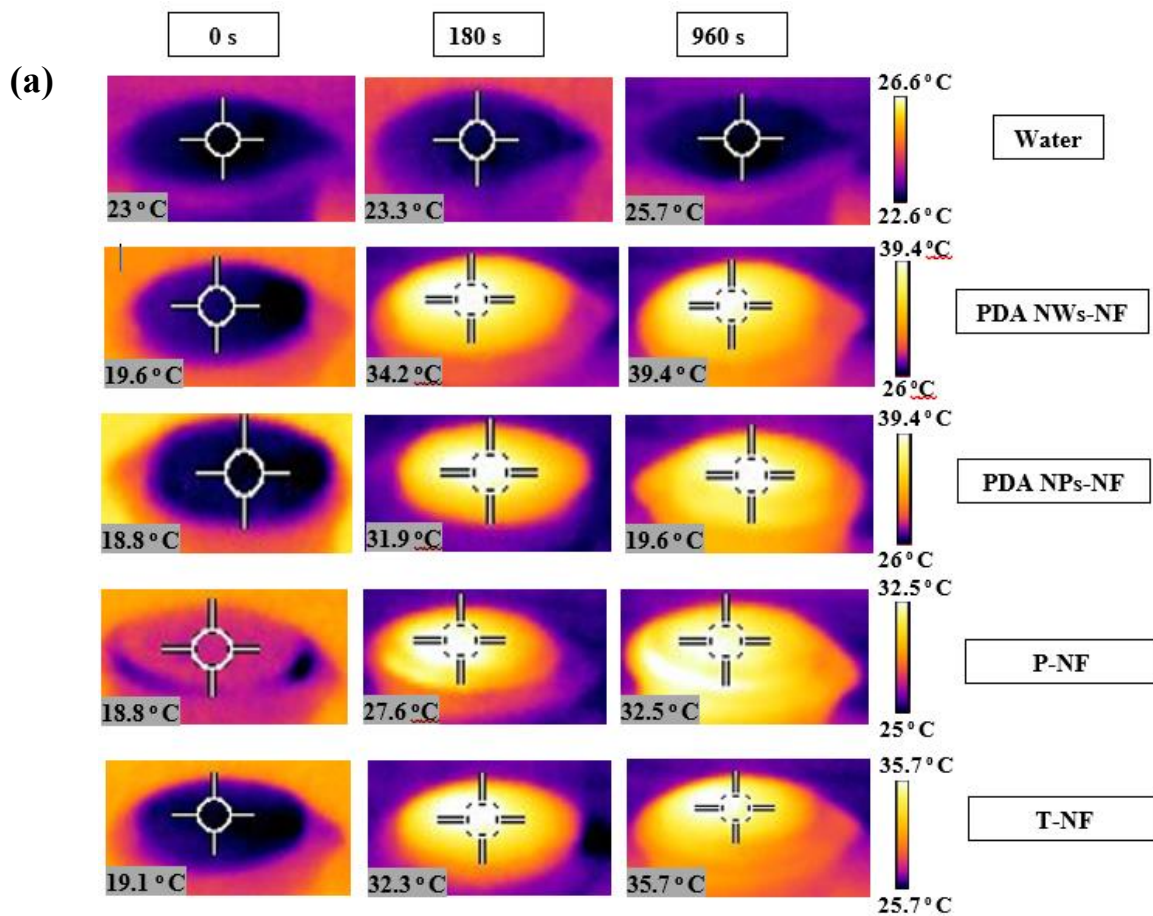 0 s 180 s 960 s
(a)
26.6 °C
Water
23 °C 23.3 °C 25.7 °C
22.6 °C
39.4 °C
PDA NWs-NF
19.6 °C 34.2 °C 39.4 °C
26 °C
39.4 °C
PDA NPs-NF
18.8 °C 31.9 °C 19.6 °C
26 °C
32.5 °C
P-NF
18.8 °C 27.6 °C 32.5 °C
25 °C
35.7 °C
T-NF
19.1 °C 32.3 °C 35.7 °C
25.7 °C